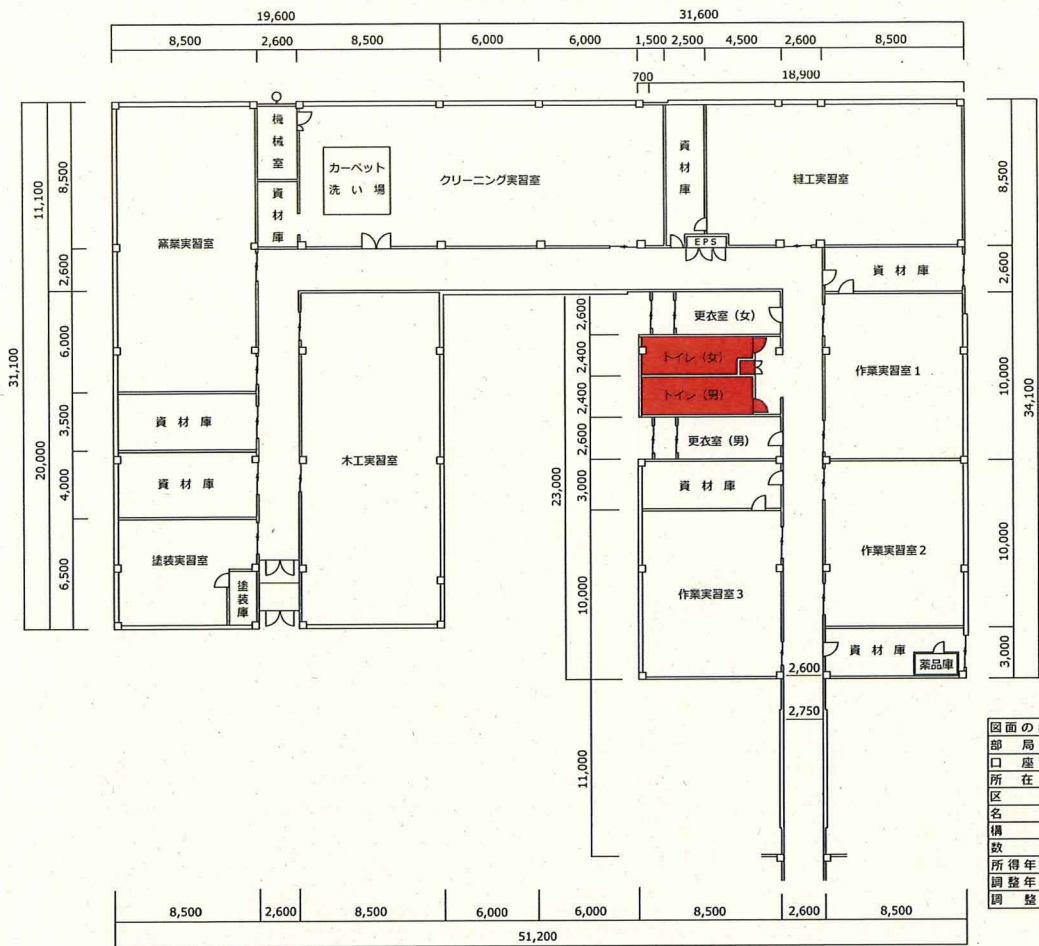 19,600
31,600
8,500
2,600
8,500
6,000
6,000
1,500
2,500
4,500
2,600
8,500
700
18,900
機械室
資材庫
カーペット
洗い場
クリーニング実習室
資材庫
縫工実習室
EPS
窯業実習室
資材庫
更衣室(女)
トイレ(女)
トイレ(男)
更衣室(男)
作業実習室1
資材庫
木工実習室
資材庫
資材庫
塗装実習室
塗装庫
作業実習室2
作業実習室3
資材庫
薬品庫
2,600
2,750
31,100
11,100
20,000
8,500
2,600
6,000
3,500
4,000
6,500
23,000
2,600
2,400
2,400
2,600
3,000
10,000
11,000
8,500
2,600
10,000
10,000
3,000
34,100
図面の
部局
口座
所在
区
名
構
数
所得年
調整年
調整
8,500
2,600
8,500
6,000
6,000
8,500
2,600
8,500
51,200